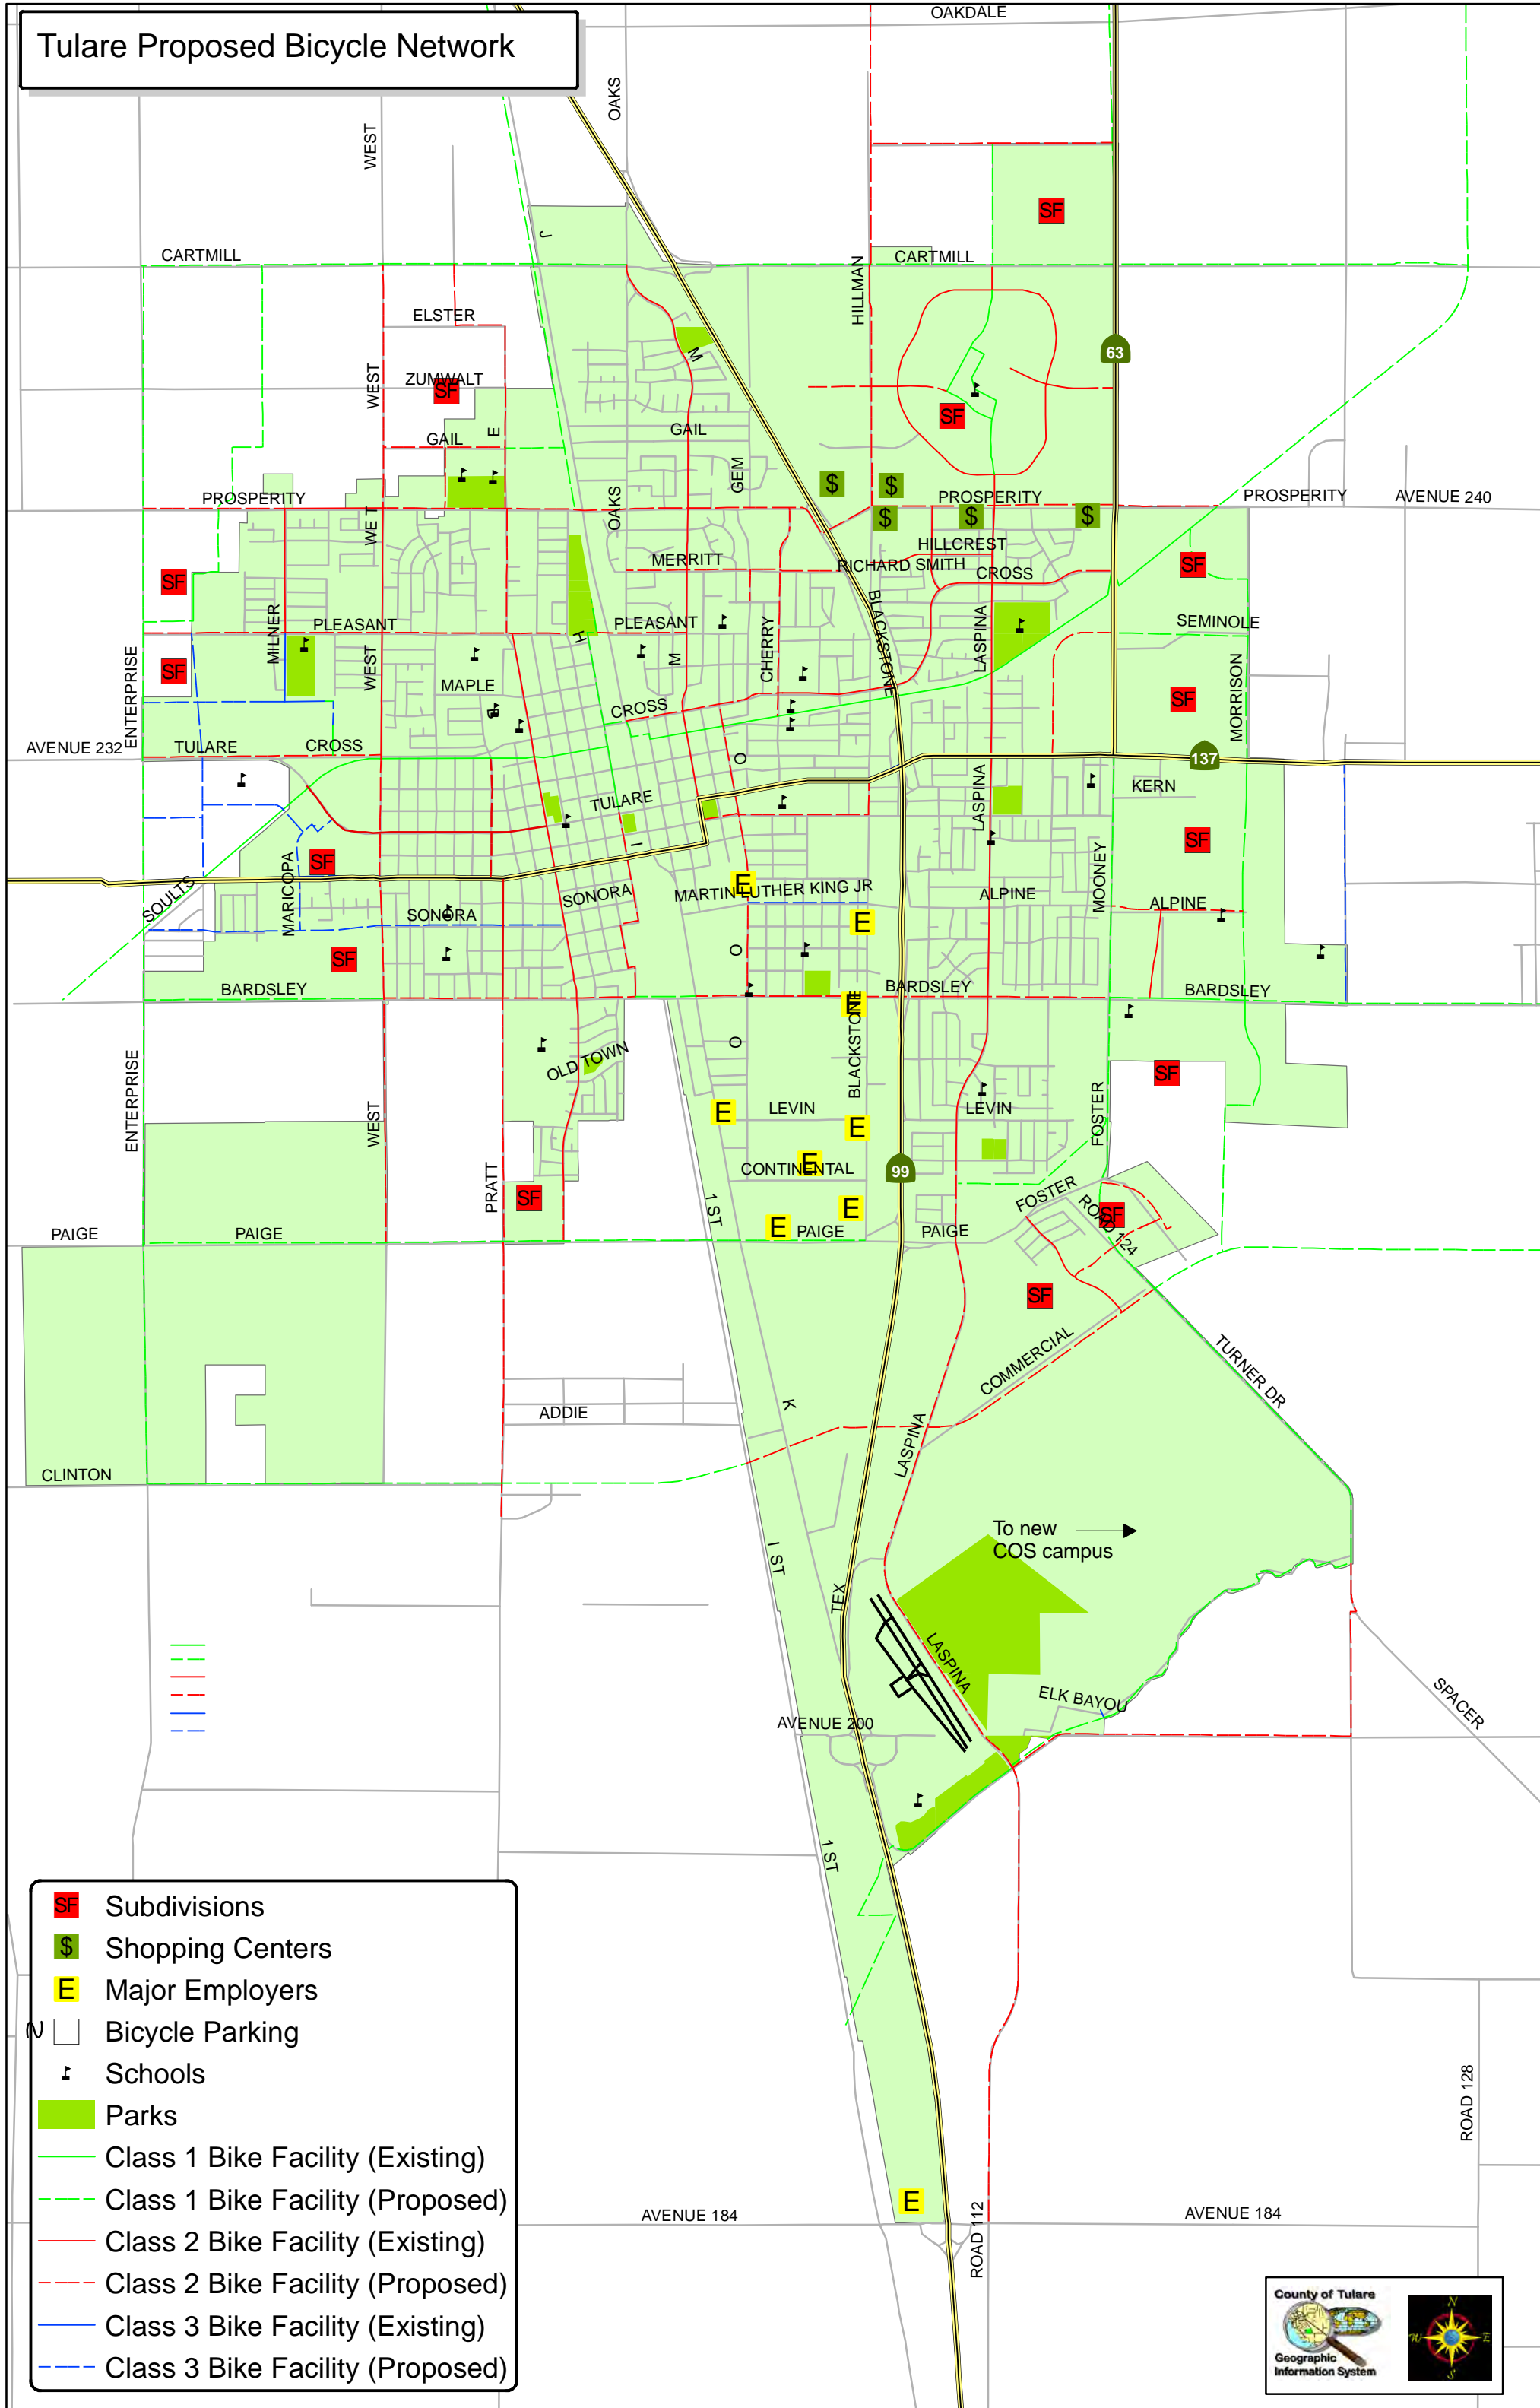 Tulare Proposed Bicycle Network
OAKDALE
OAKS
WEST
J
CARTMILL
CARTMILL
HILLMAN
SF
ELSTER
63
M
ZUMWALT
SF
WEST
SF
GAIL
E
GAIL
GEM
OAKS
$
$
PROSPERITY
PROSPERITY
PROSPERITY
AVENUE 240
$
$
$
WE T
HILLCREST
MERRITT
RICHARD SMITH
CROSS
SF
SF
BLACKSTONE
MILNER
PLEASANT
H
PLEASANT
CHERRY
LASPINA
SEMINOLE
ENTERPRISE
SF
WEST
MAPLE
B
M
MORRISON
SF
CROSS
AVENUE 232
TULARE
CROSS
O
137
LASPINA
KERN
TULARE
SF
I
SF
MARICOPA
SOULTS
SONORA
SONORA
E
MARTIN LUTHER KING JR
ALPINE
MOONEY
ALPINE
E
SF
O
BARDSLEY
BARDSLEY
BARDSLEY
E
BLACKSTONE
ENTERPRISE
WEST
OLD TOWN
O
SF
E
LEVIN
E
LEVIN
FOSTER
E
CONTINENTAL
99
PRATT
SF
1 ST
E
E
FOSTER
SF
ROAD 124
PAIGE
PAIGE
PAIGE
PAIGE
SF
COMMERCIAL
TURNER DR
K
ADDIE
LASPINA
CLINTON
To new
COS campus
I ST
TEX
LASPINA
ELK BAYOU
SPACER
AVENUE 200
1 ST
SF Subdivisions
$ Shopping Centers
E Major Employers
Bicycle Parking
Schools
Parks
Class 1 Bike Facility (Existing)
Class 1 Bike Facility (Proposed)
Class 2 Bike Facility (Existing)
Class 2 Bike Facility (Proposed)
Class 3 Bike Facility (Existing)
Class 3 Bike Facility (Proposed)
N
E
AVENUE 184
ROAD 112
AVENUE 184
ROAD 128
County of Tulare
Geographic
Information System
N
W
E
S